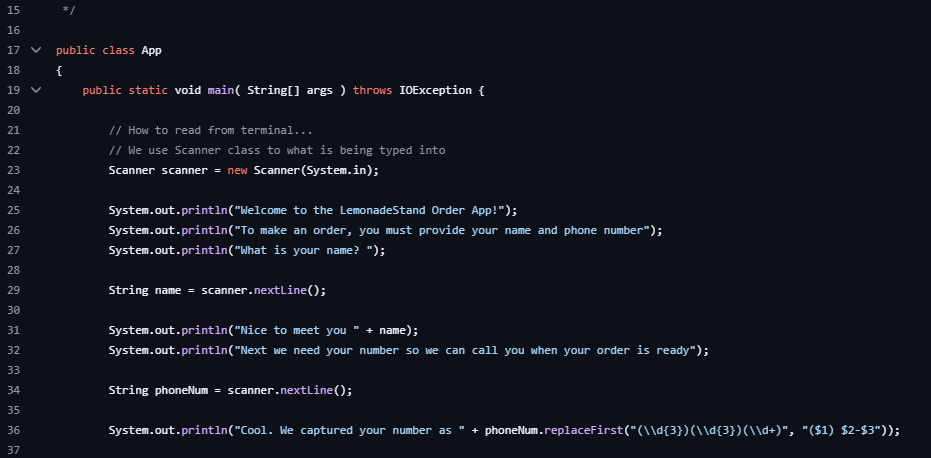 15 */
16
17 public class App
18 {
19 public static void main( String[] args ) throws IOException {
20
21 // How to read from terminal...
22 // We use Scanner class to what is being typed into
23 Scanner scanner = new Scanner(System.in);
24
25 System.out.println("Welcome to the LemonadeStand Order App!");
26 System.out.println("To make an order, you must provide your name and phone number");
27 System.out.println("What is your name? ");
28
29 String name = scanner.nextLine();
30
31 System.out.println("Nice to meet you " + name);
32 System.out.println("Next we need your number so we can call you when your order is ready");
33
34 String phoneNum = scanner.nextLine();
35
36 System.out.println("Cool. We captured your number as " + phoneNum.replaceFirst("(\\d{3})(\\d{3})(\\d+)", "($1) $2-$3"));
37